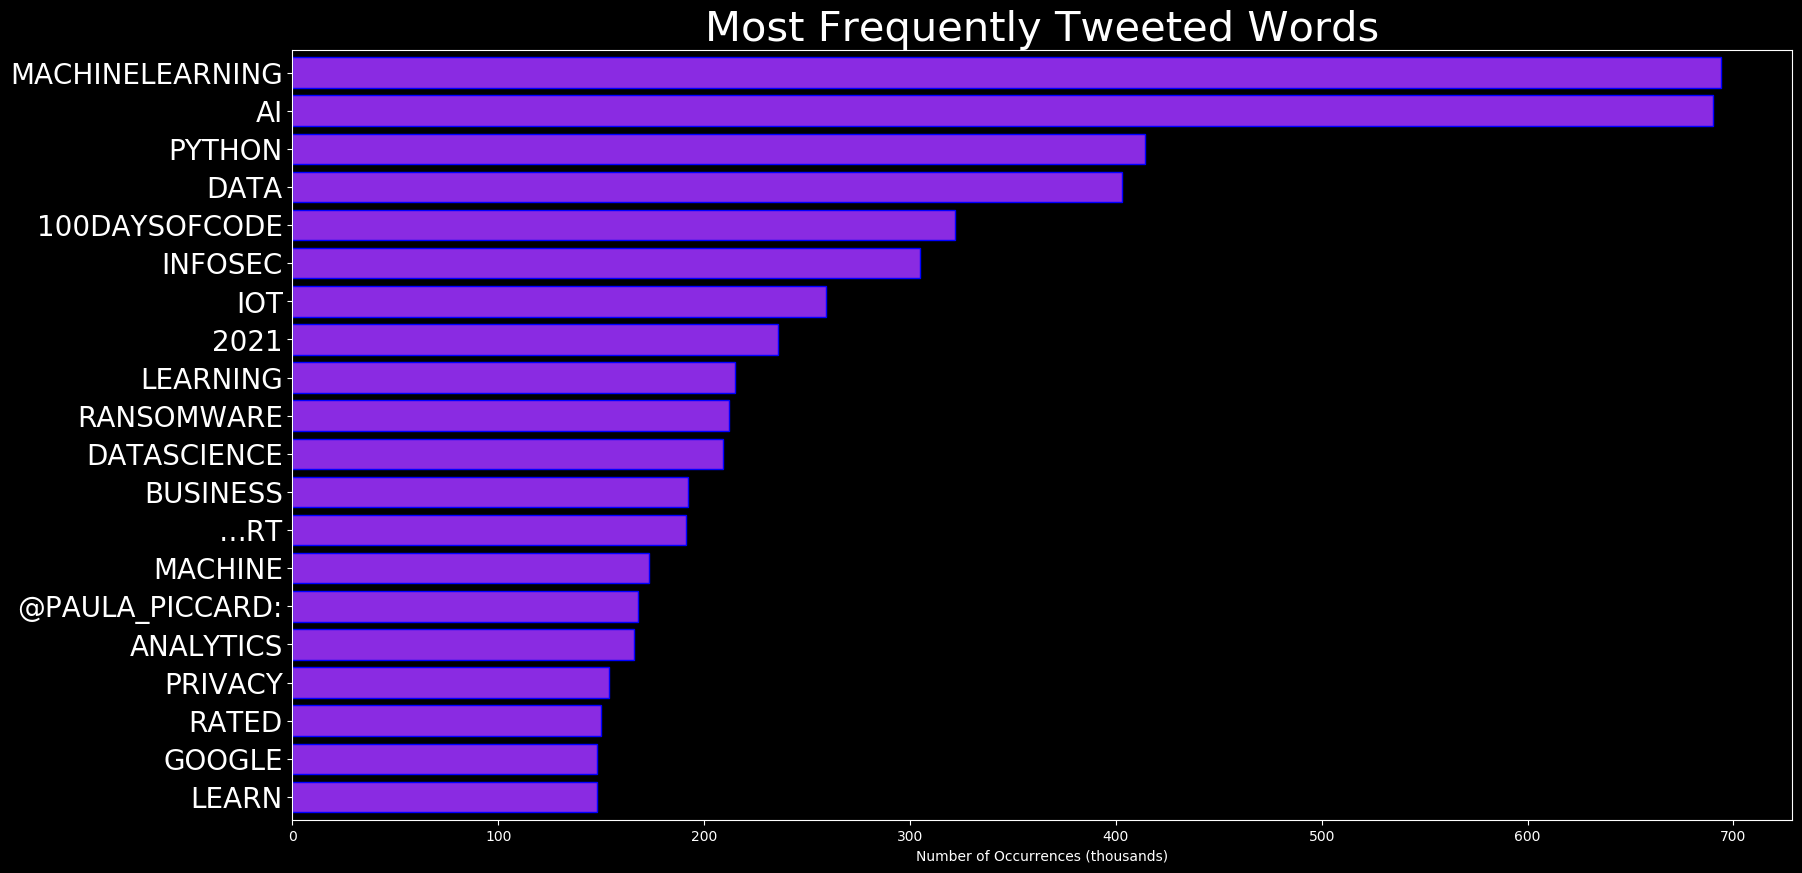 Most Frequently Tweeted Words
MACHINELEARNING
AI
PYTHON
DATA
100DAYSOFCODE
INFOSEC
IOT
2021
LEARNING
RANSOMWARE
DATASCIENCE
BUSINESS
...RT
MACHINE
@PAULA_PICCARD:
ANALYTICS
PRIVACY
RATED
GOOGLE
LEARN
0 100 200 300 400 500 600 700
Number of Occurrences (thousands)